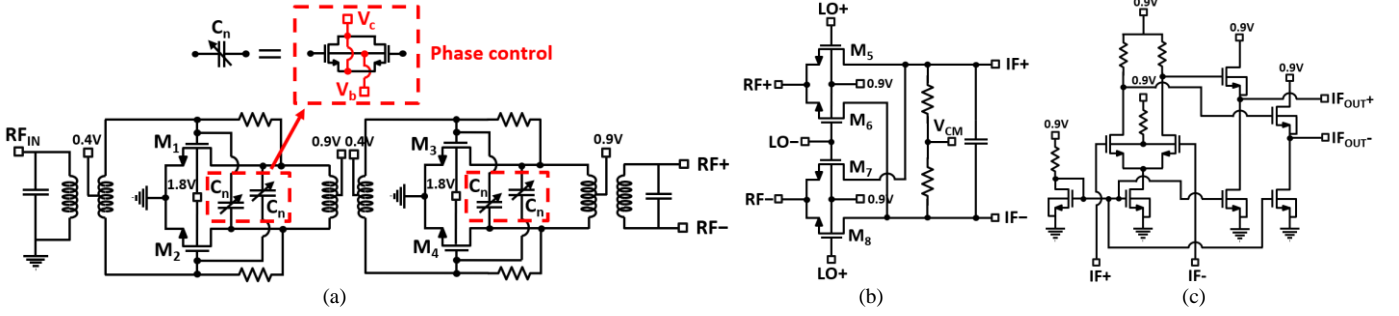 Cn
Vc
Vb
Phase control
RFIN
0.4V
M1
M2
1.8V
Cn
Cn
0.9V
0.4V
M3
M4
1.8V
Cn
Cn
0.9V
RF+
RF−
(a)
LO+
M5
RF+
0.9V
M6
LO−
VCM
M7
RF−
0.9V
M8
LO+
IF+
IF−
(b)
0.9V
0.9V
0.9V
0.9V
0.9V
IFOUT+
IFOUT-
IF+
IF-
(c)